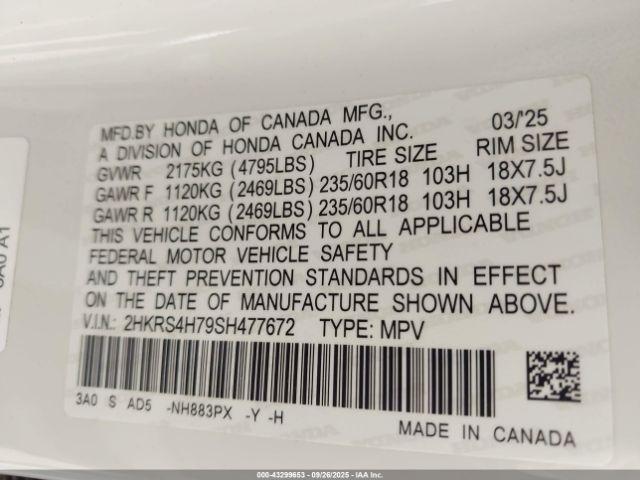 MFD.BY HONDA OF CANADA MFG., 03/'25
A DIVISION OF HONDA CANADA INC.
GVWR 2175KG (4795LBS) TIRE SIZE RIM SIZE
GAWR F 1120KG (2469LBS) 235/60R18 103H 18X7.5J
GAWR R 1120KG (2469LBS) 235/60R18 103H 18X7.5J
THIS VEHICLE CONFORMS TO ALL APPLICABLE
FEDERAL MOTOR VEHICLE SAFETY
AND THEFT PREVENTION STANDARDS IN EFFECT
ON THE DATE OF MANUFACTURE SHOWN ABOVE.
V.I.N.: 2HKRS4H79SH477672 TYPE: MPV
3A0 S AD5 -NH883PX -Y -H
MADE IN CANADA
000-43299653 - 09/26/2025 - IAA Inc.